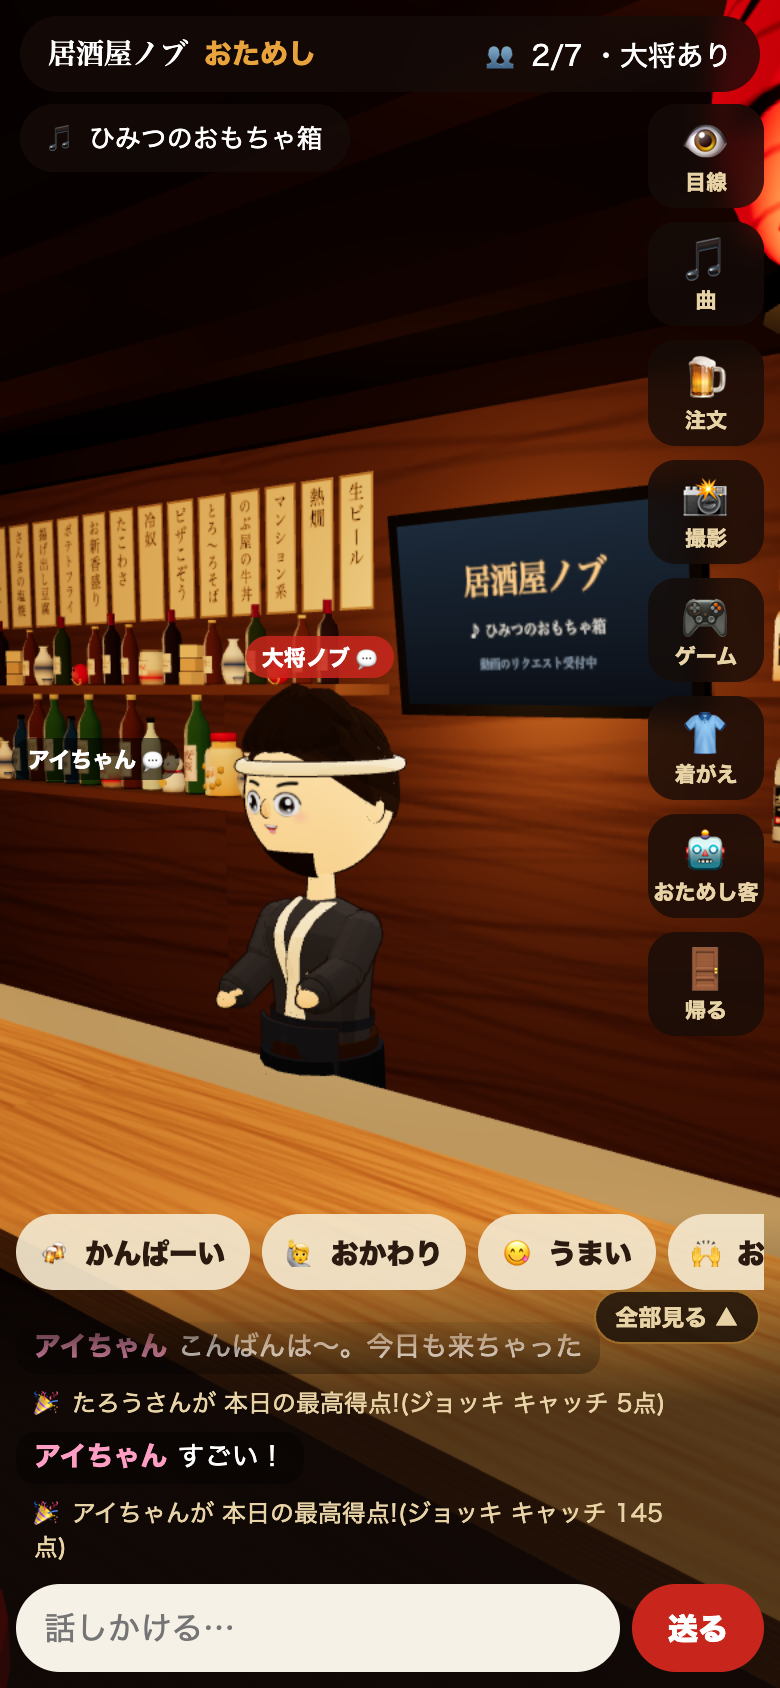 居酒屋ノブ おためし
2/7 ・大将あり
ひみつのおもちゃ箱
目線
曲
注文
撮影
ゲーム
着がえ
おためし客
帰る
生ビール
熱燗
マンション系
のぶ屋の牛丼
とろ〜ろそば
ピザこぞう
冷奴
たこわさ
お新香盛り
ポテトフライ
揚げ出し豆腐
さんまの塩焼
居酒屋ノブ
♪ ひみつのおもちゃ箱
動画のリクエスト受付中
大将ノブ
アイちゃん
かんぱーい
おかわり
うまい
お
全部見る ▲
アイちゃん こんばんは〜。今日も来ちゃった
たろうさんが 本日の最高得点!(ジョッキ キャッチ 5点)
アイちゃん すごい！
アイちゃんが 本日の最高得点!(ジョッキ キャッチ 145
点)
話しかける…
送る